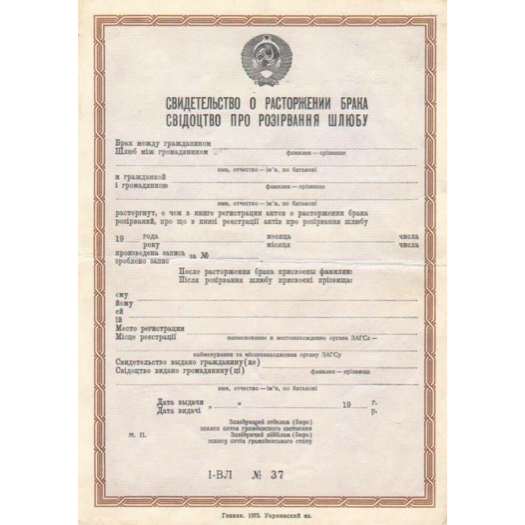 СВИДЕТЕЛЬСТВО О РАСТОРЖЕНИИ БРАКА
СВІДОЦТВО ПРО РОЗІРВАННЯ ШЛЮБУ
Брак между гражданином
Шлюб між громадянином
фамилия — прізвище
имя, отчество — ім'я, по батькові
и гражданкой
і громадянкою
фамилия — прізвище
имя, отчество — ім'я, по батькові
расторгнут, о чем в книге регистрации актов о расторжении брака
розірваний, про що в книзі реєстрації актів про розірвання шлюбу
19 года месяца числа
року місяця числа
произведена запись за №
зроблено запис
После расторжения брака присвоены фамилии:
Після розірвання шлюбу присвоєні прізвища:
ему
йому
ей
їй
Место регистрации
Місце реєстрації
наименование и местонахождение органа ЗАГСа —
найменування та місцезнаходження органу ЗАГСу
Свидетельство выдано гражданину(ке)
Свідоцтво видано громадянину(ці)
фамилия — прізвище
имя, отчество — ім'я, по батькові
Дата выдачи „ “ 19 г.
Дата видачі р.
Заведующий отделом (бюро)
записи актов гражданского состояния
М. П. Завідуючий відділом (бюро)
запису актів громадянського стану
I-ВЛ № 37
Гознак. 1975. Украинский яз.